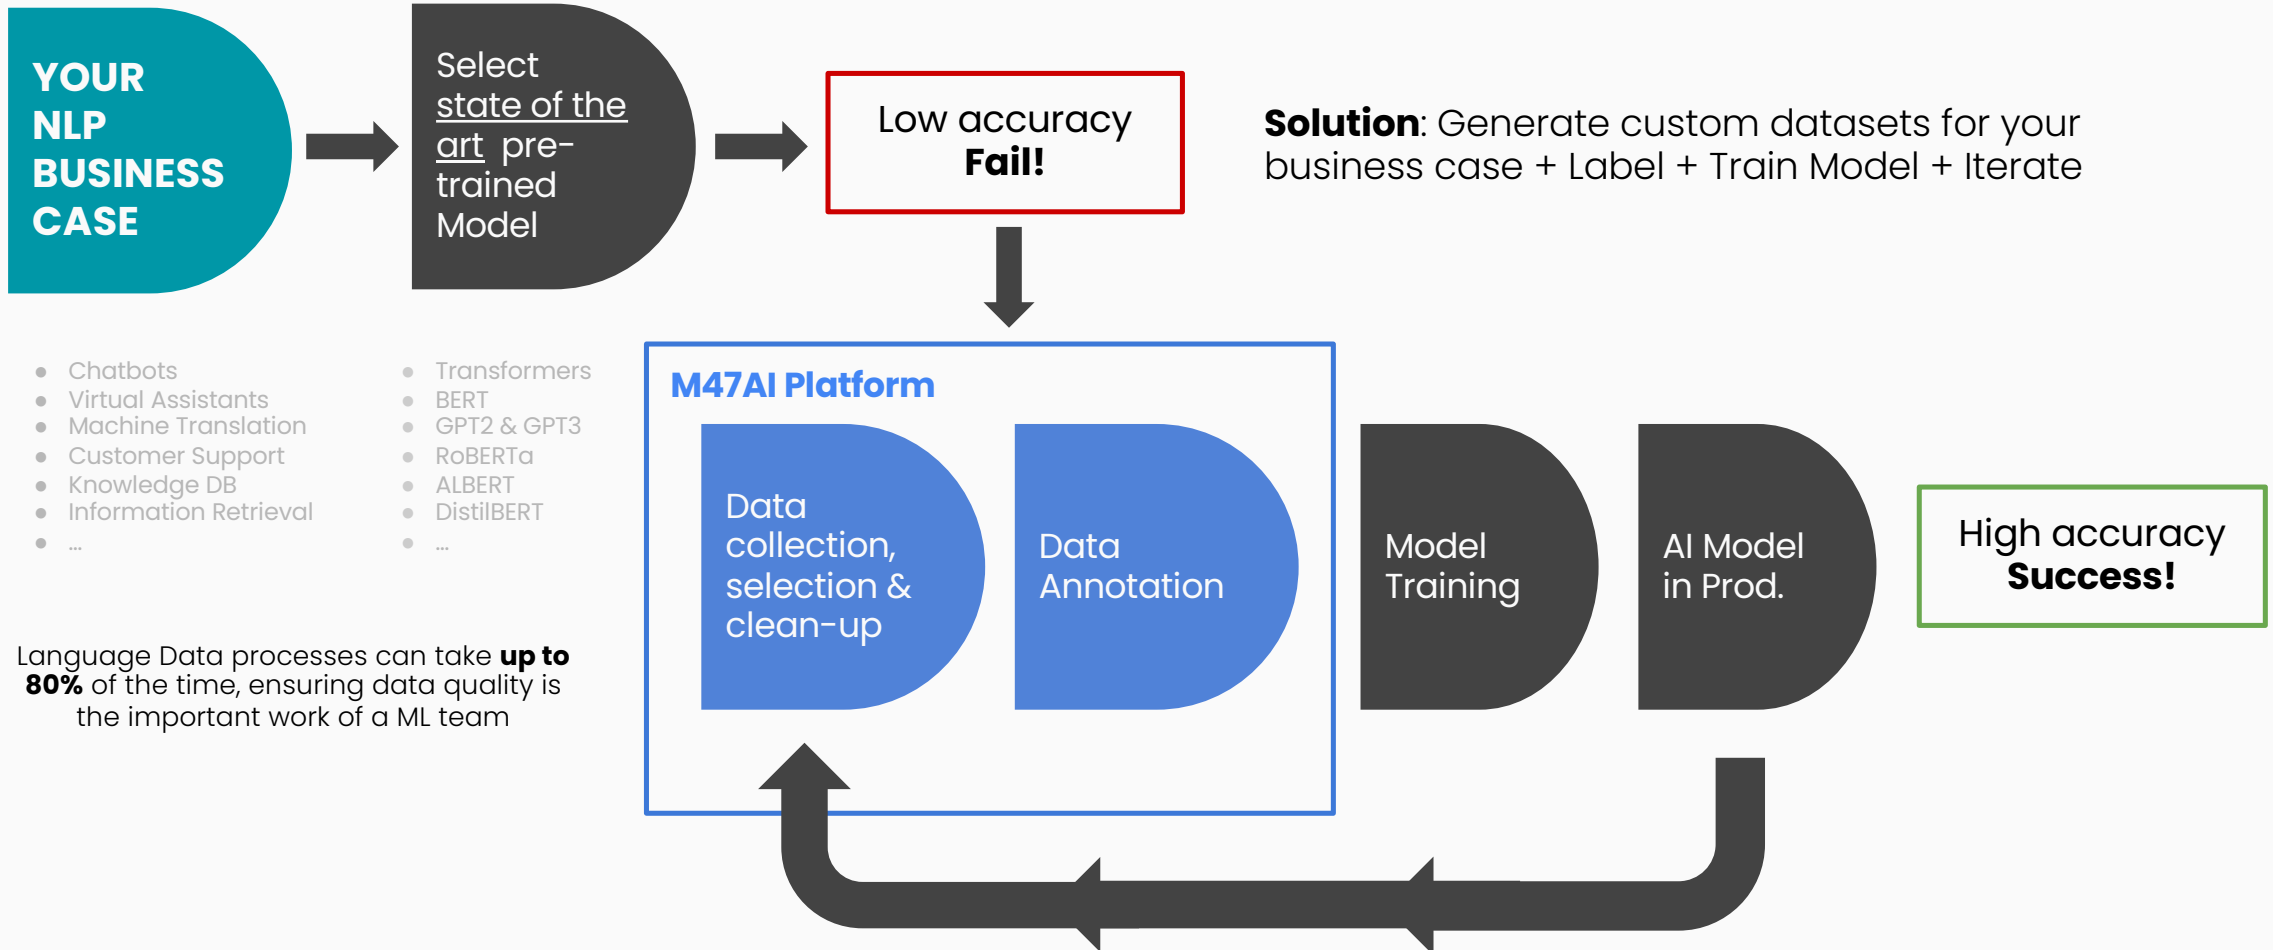 YOUR
NLP
BUSINESS
CASE
Select
state of the
art pre-
trained
Model
Low accuracy
Fail!
Solution: Generate custom datasets for your
business case + Label + Train Model + Iterate
● Chatbots
● Virtual Assistants
● Machine Translation
● Customer Support
● Knowledge DB
● Information Retrieval
● ...
● Transformers
● BERT
● GPT2 & GPT3
● RoBERTa
● ALBERT
● DistilBERT
● ...
Language Data processes can take up to
80% of the time, ensuring data quality is
the important work of a ML team
M47AI Platform
Data
collection,
selection &
clean-up
Data
Annotation
Model
Training
AI Model
in Prod.
High accuracy
Success!